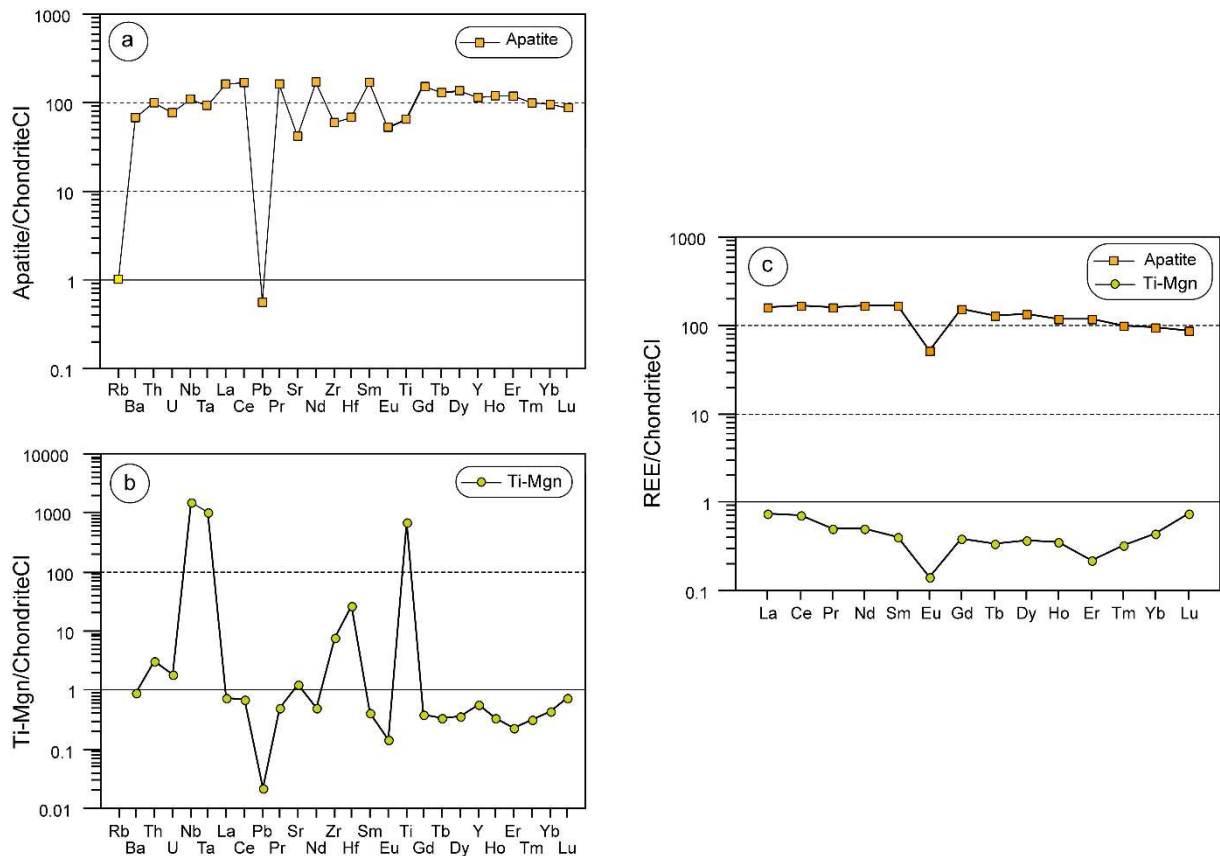 a
Apatite
Apatite/ChondriteCI
1000
100
10
1
0.1
Rb Th Nb La Pb Sr Zr Sm Ti Tb Y Er Yb
Ba U Ta Ce Pr Nd Hf Eu Gd Dy Ho Tm Lu
b
Ti-Mgn
Ti-Mgn/ChondriteCI
10000
1000
100
10
1
0.1
0.01
Rb Th Nb La Pb Sr Zr Sm Ti Tb Y Er Yb
Ba U Ta Ce Pr Nd Hf Eu Gd Dy Ho Tm Lu
c
Apatite
Ti-Mgn
REE/ChondriteCI
1000
100
10
1
0.1
La Ce Pr Nd Sm Eu Gd Tb Dy Ho Er Tm Yb Lu